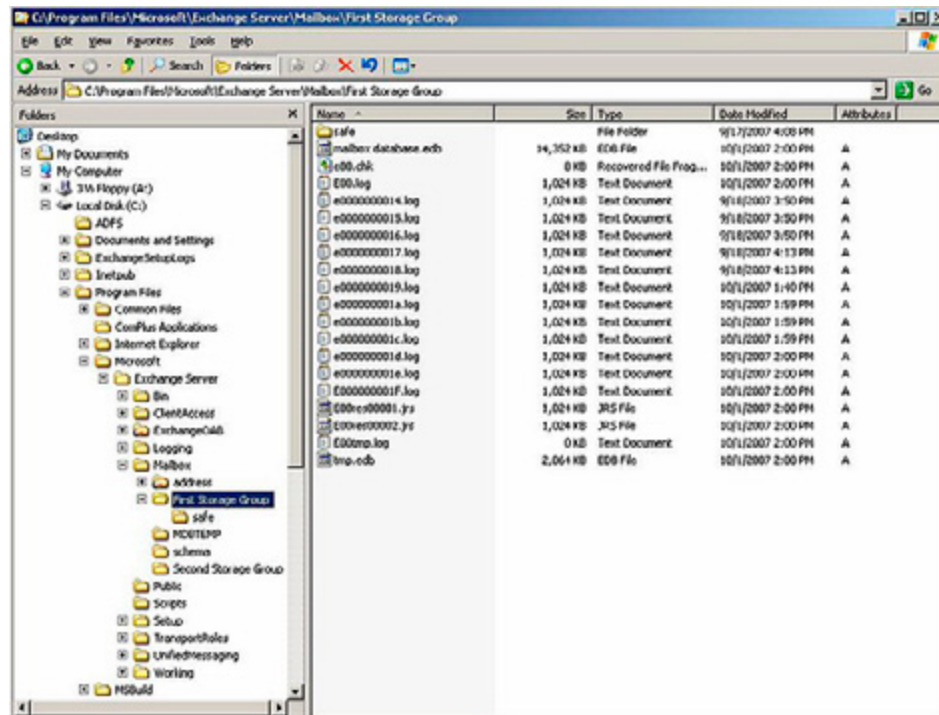 C:\Program Files\Microsoft\Exchange Server\Mailbox\First Storage Group
File Edit View Favorites Tools Help
Back Search Folders
Address C:\Program Files\Microsoft\Exchange Server\Mailbox\First Storage Group Go
Folders
Desktop
My Documents
My Computer
3½ Floppy (A:)
Local Disk (C:)
ADFS
Documents and Settings
ExchangeSetupLogs
Inetpub
Program Files
Common Files
ComPlus Applications
Internet Explorer
Microsoft
Exchange Server
Bin
ClientAccess
ExchangeOAB
Logging
Mailbox
address
First Storage Group
safe
MDBTEMP
schema
Second Storage Group
Public
Scripts
Setup
TransportRoles
UnifiedMessaging
Working
MSBuild
Name Size Type Date Modified Attributes
safe File Folder 9/17/2007 4:08 PM
mailbox database.edb 14,352 KB EDB File 10/1/2007 2:00 PM A
e00.chk 0 KB Recovered File Frag... 10/1/2007 2:00 PM A
E00.log 1,024 KB Text Document 10/1/2007 2:00 PM A
e0000000014.log 1,024 KB Text Document 9/18/2007 3:50 PM A
e0000000015.log 1,024 KB Text Document 9/18/2007 3:50 PM A
e0000000016.log 1,024 KB Text Document 9/18/2007 3:50 PM A
e0000000017.log 1,024 KB Text Document 9/18/2007 4:13 PM A
e0000000018.log 1,024 KB Text Document 9/18/2007 4:13 PM A
e0000000019.log 1,024 KB Text Document 10/1/2007 1:40 PM A
e000000001a.log 1,024 KB Text Document 10/1/2007 1:59 PM A
e000000001b.log 1,024 KB Text Document 10/1/2007 1:59 PM A
e000000001c.log 1,024 KB Text Document 10/1/2007 1:59 PM A
e000000001d.log 1,024 KB Text Document 10/1/2007 2:00 PM A
e000000001e.log 1,024 KB Text Document 10/1/2007 2:00 PM A
E000000001F.log 1,024 KB Text Document 10/1/2007 2:00 PM A
E00res00001.jrs 1,024 KB JRS File 10/1/2007 2:00 PM A
E00res00002.jrs 1,024 KB JRS File 10/1/2007 2:00 PM A
E00tmp.log 0 KB Text Document 10/1/2007 2:00 PM A
tmp.edb 2,064 KB EDB File 10/1/2007 2:00 PM A